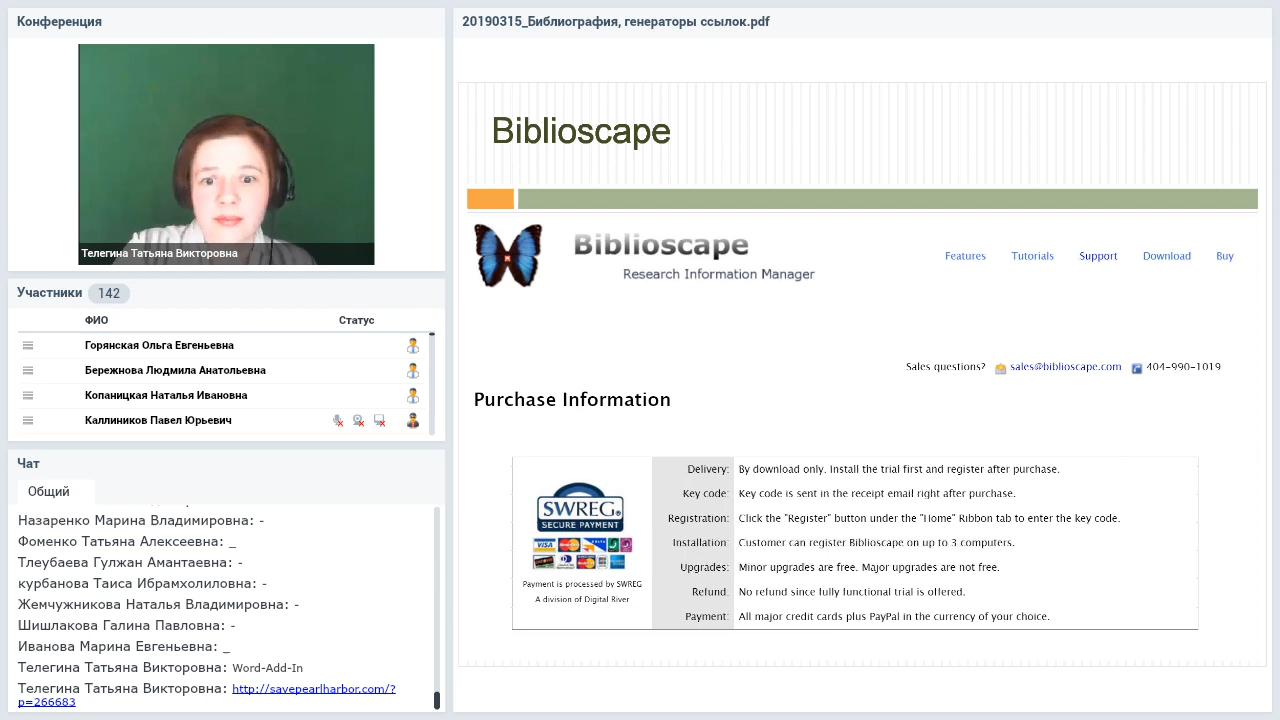 Конференция
Телегина Татьяна Викторовна
Участники 142
ФИО Статус
Горянская Ольга Евгеньевна
Бережнова Людмила Анатольевна
Копаницкая Наталья Ивановна
Каллиников Павел Юрьевич
Чат
Общий
Назаренко Марина Владимировна: -
Фоменко Татьяна Алексеевна: _
Тлеубаева Гулжан Амантаевна: -
курбанова Таиса Ибрамхолиловна: -
Жемчужникова Наталья Владимировна: -
Шишлакова Галина Павловна: -
Иванова Марина Евгеньевна: _
Телегина Татьяна Викторовна: Word-Add-In
Телегина Татьяна Викторовна: http://savepearlharbor.com/?
p=266683
20190315_Библиография, генераторы ссылок.pdf
Biblioscape
Biblioscape
Research Information Manager
Features Tutorials Support Download Buy
Sales questions? sales@biblioscape.com 404-990-1019
Purchase Information
SWREG
SECURE PAYMENT
VISA
Payment is processed by SWREG
A division of Digital River
Delivery: By download only. Install the trial first and register after purchase.
Key code: Key code is sent in the receipt email right after purchase.
Registration: Click the "Register" button under the "Home" Ribbon tab to enter the key code.
Installation: Customer can register Biblioscape on up to 3 computers.
Upgrades: Minor upgrades are free. Major upgrades are not free.
Refund: No refund since fully functional trial is offered.
Payment: All major credit cards plus PayPal in the currency of your choice.